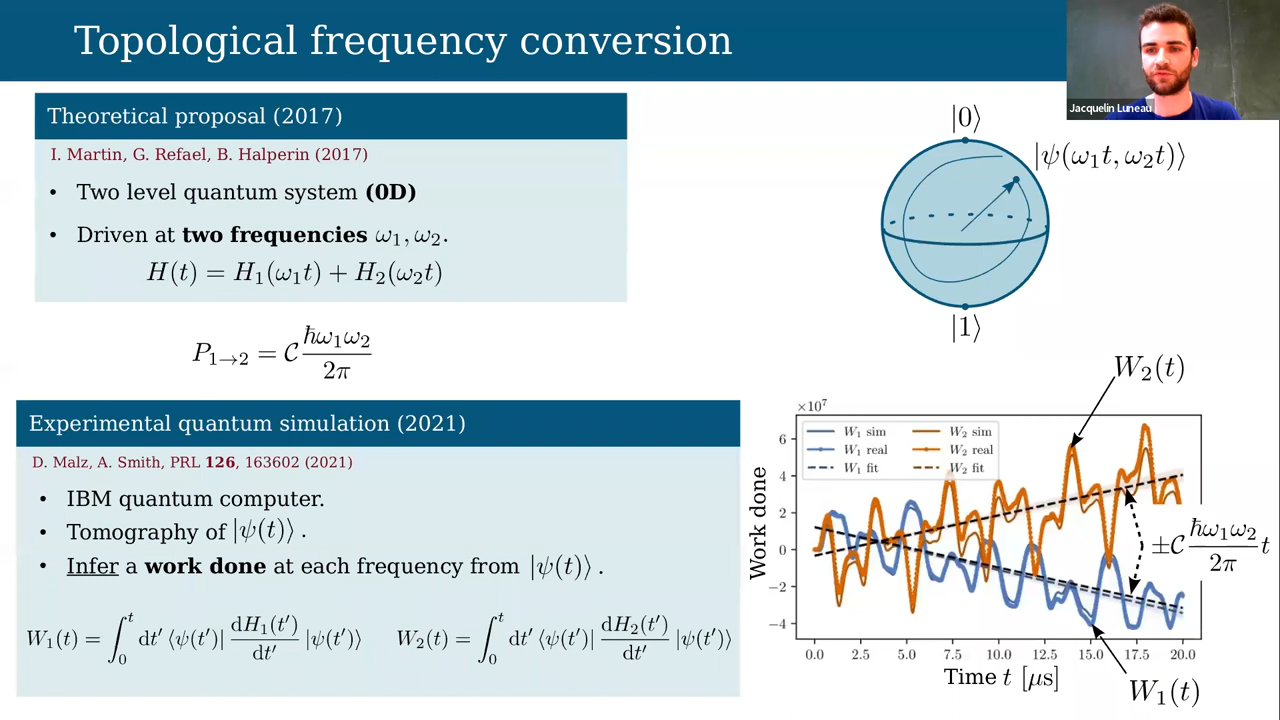 Topological frequency conversion
Jacquelin Luneau
Theoretical proposal (2017)
I. Martin, G. Refael, B. Halperin (2017)
• Two level quantum system (0D)
• Driven at two frequencies ω₁, ω₂.
H(t) = H₁(ω₁t) + H₂(ω₂t)
P₁→₂ = 𝒞 ħω₁ω₂ / 2π
|0⟩
|ψ(ω₁t, ω₂t)⟩
|1⟩
Experimental quantum simulation (2021)
D. Malz, A. Smith, PRL 126, 163602 (2021)
• IBM quantum computer.
• Tomography of |ψ(t)⟩ .
• Infer a work done at each frequency from |ψ(t)⟩ .
W₁(t) = ∫₀ᵗ dt′ ⟨ψ(t′)| dH₁(t′)/dt′ |ψ(t′)⟩ W₂(t) = ∫₀ᵗ dt′ ⟨ψ(t′)| dH₂(t′)/dt′ |ψ(t′)⟩
W₂(t)
×10⁷
W₁ sim W₂ sim
W₁ real W₂ real
W₁ fit W₂ fit
Work done
6
4
2
0
−2
−4
±𝒞 ħω₁ω₂ / 2π t
0.0 2.5 5.0 7.5 10.0 12.5 15.0 17.5 20.0
Time t [μs]
W₁(t)